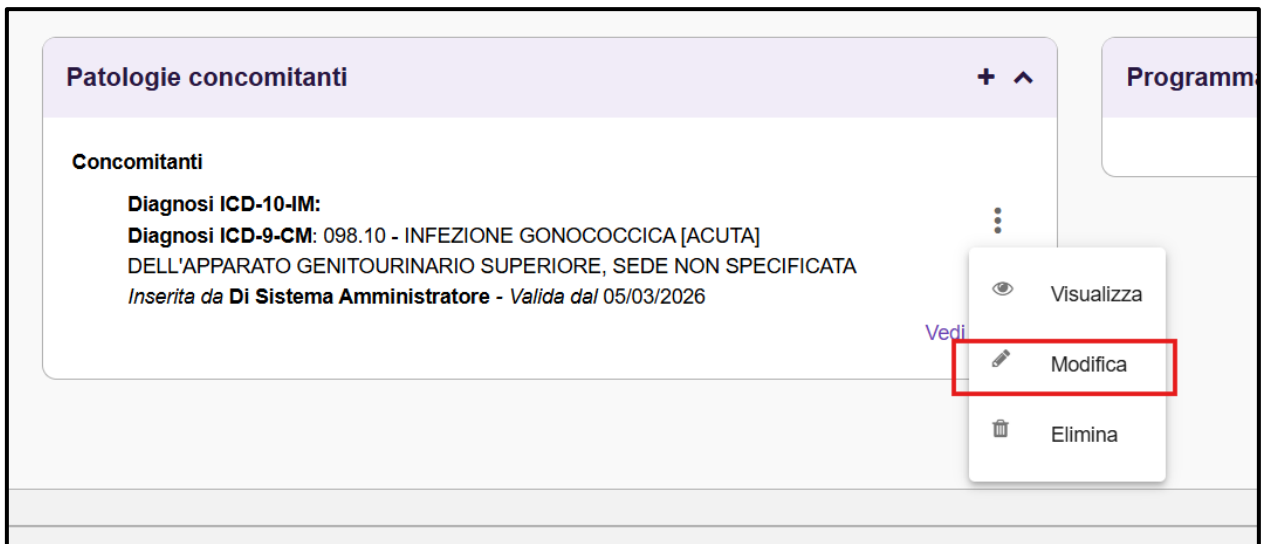 Patologie concomitanti
Programma
Concomitanti
Diagnosi ICD-10-IM:
Diagnosi ICD-9-CM: 098.10 - INFEZIONE GONOCOCCICA [ACUTA]
DELL'APPARATO GENITOURINARIO SUPERIORE, SEDE NON SPECIFICATA
Inserita da Di Sistema Amministratore - Valida dal 05/03/2026
Vedi
Visualizza
Modifica
Elimina